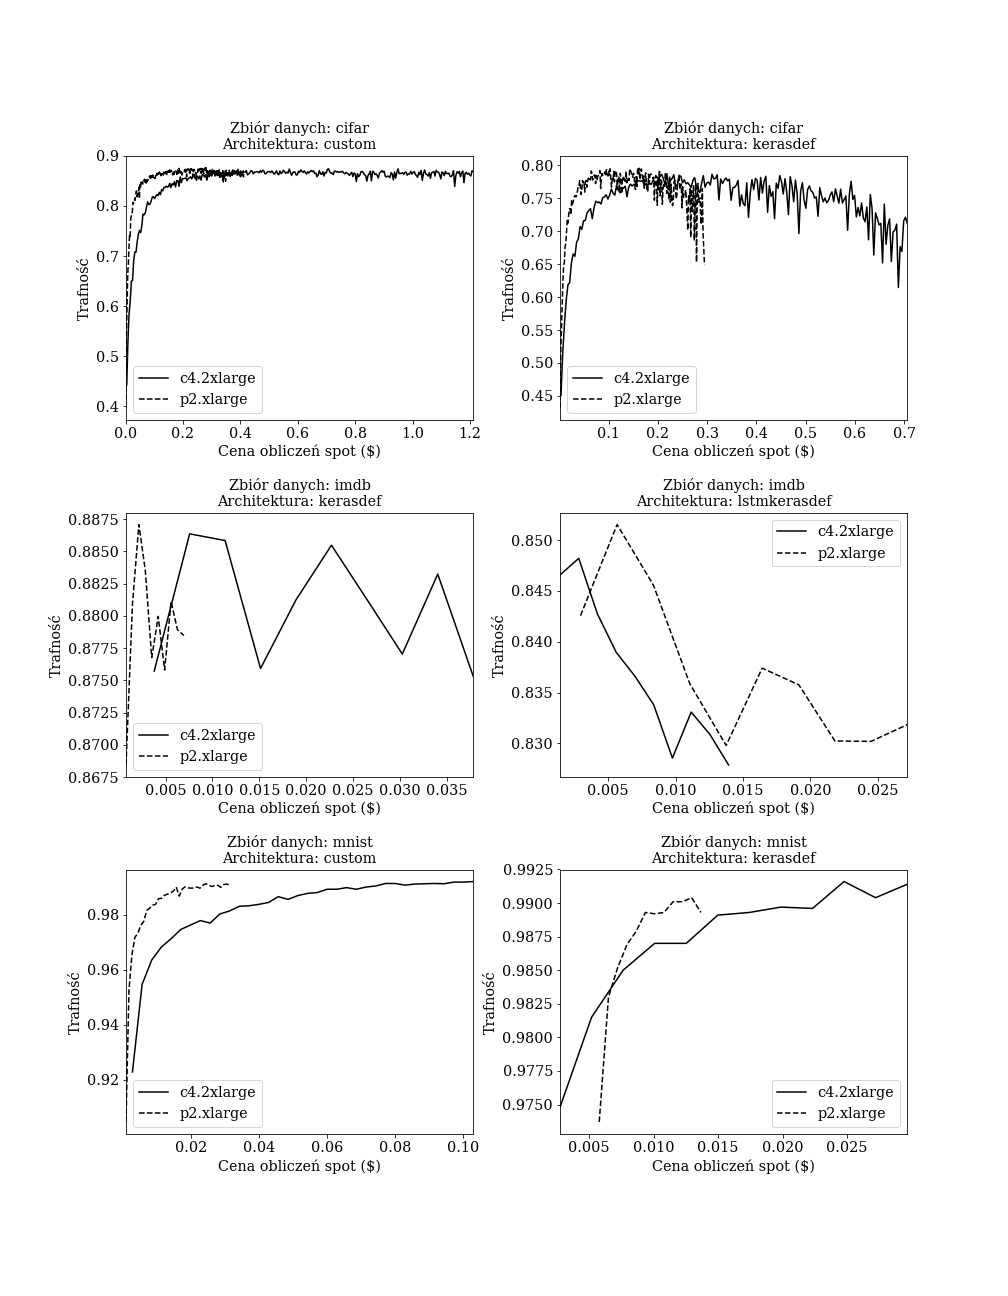 Zbiór danych: cifar
Architektura: custom
0.9
0.8
0.7
0.6
0.5
0.4
Trafność
c4.2xlarge
p2.xlarge
0.0 0.2 0.4 0.6 0.8 1.0 1.2
Cena obliczeń spot ($)
Zbiór danych: cifar
Architektura: kerasdef
0.80
0.75
0.70
0.65
0.60
0.55
0.50
0.45
Trafność
c4.2xlarge
p2.xlarge
0.1 0.2 0.3 0.4 0.5 0.6 0.7
Cena obliczeń spot ($)
Zbiór danych: imdb
Architektura: kerasdef
0.8875
0.8850
0.8825
0.8800
0.8775
0.8750
0.8725
0.8700
0.8675
Trafność
c4.2xlarge
p2.xlarge
0.005 0.010 0.015 0.020 0.025 0.030 0.035
Cena obliczeń spot ($)
Zbiór danych: imdb
Architektura: lstmkerasdef
0.850
0.845
0.840
0.835
0.830
Trafność
c4.2xlarge
p2.xlarge
0.005 0.010 0.015 0.020 0.025
Cena obliczeń spot ($)
Zbiór danych: mnist
Architektura: custom
0.98
0.96
0.94
0.92
Trafność
c4.2xlarge
p2.xlarge
0.02 0.04 0.06 0.08 0.10
Cena obliczeń spot ($)
Zbiór danych: mnist
Architektura: kerasdef
0.9925
0.9900
0.9875
0.9850
0.9825
0.9800
0.9775
0.9750
Trafność
c4.2xlarge
p2.xlarge
0.005 0.010 0.015 0.020 0.025
Cena obliczeń spot ($)